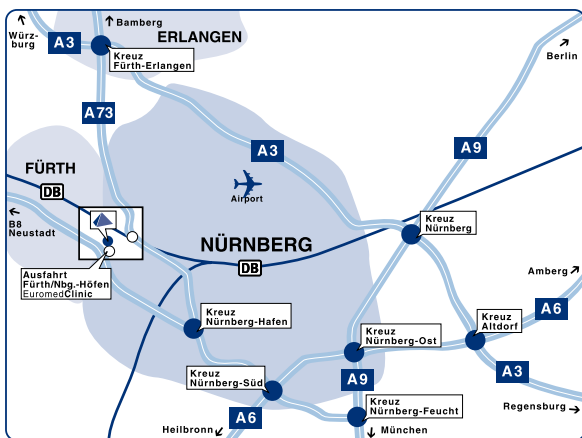 Würz-
burg
A3
Bamberg
ERLANGEN
Kreuz
Fürth-Erlangen
Berlin
A73
A3
A9
FÜRTH
DB
Airport
B8
Neustadt
NÜRNBERG
DB
Kreuz
Nürnberg
Ausfahrt
Fürth/Nbg.-Höfen
EuromedClinic
Amberg
Kreuz
Nürnberg-Hafen
Kreuz
Nürnberg-Ost
Kreuz
Altdorf
A6
Kreuz
Nürnberg-Süd
A9
A3
Kreuz
Nürnberg-Feucht
Regensburg
Heilbronn
A6
München